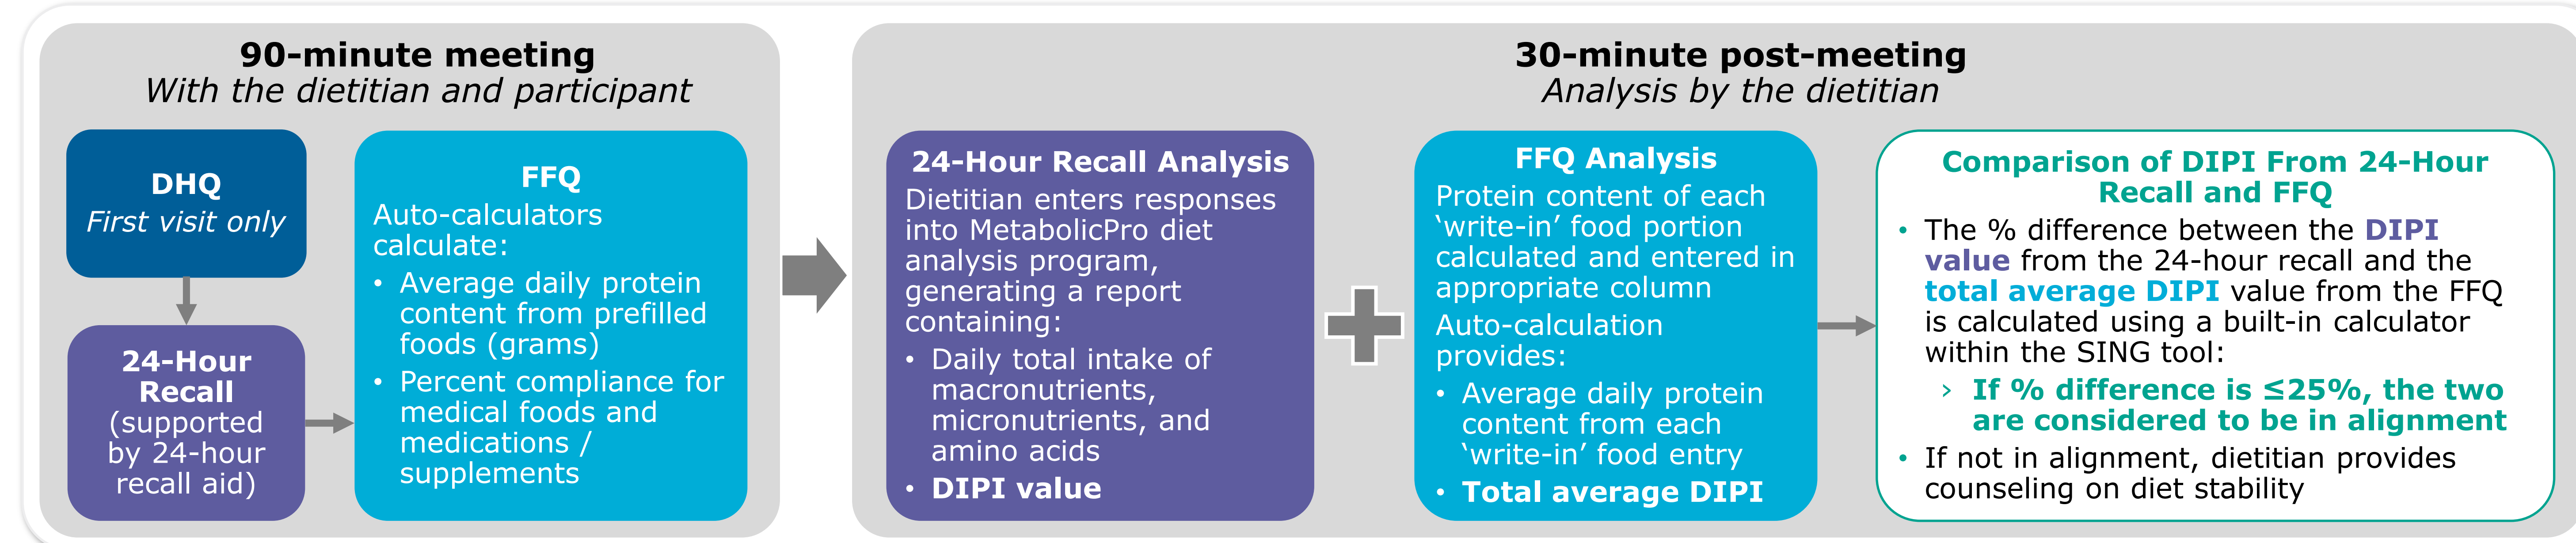 90-minute meeting
With the dietitian and participant
DHQ
First visit only
24-Hour
Recall
(supported
by 24-hour
recall aid)
FFQ
Auto-calculators
calculate:
• Average daily protein
content from prefilled
foods (grams)
• Percent compliance for
medical foods and
medications /
supplements
30-minute post-meeting
Analysis by the dietitian
24-Hour Recall Analysis
Dietitian enters responses
into MetabolicPro diet
analysis program,
generating a report
containing:
• Daily total intake of
macronutrients,
micronutrients, and
amino acids
• DIPI value
FFQ Analysis
Protein content of each
‘write-in’ food portion
calculated and entered in
appropriate column
Auto-calculation
provides:
• Average daily protein
content from each
‘write-in’ food entry
• Total average DIPI
Comparison of DIPI From 24-Hour
Recall and FFQ
• The % difference between the DIPI
value from the 24-hour recall and the
total average DIPI value from the FFQ
is calculated using a built-in calculator
within the SING tool:
› If % difference is ≤25%, the two
are considered to be in alignment
• If not in alignment, dietitian provides
counseling on diet stability